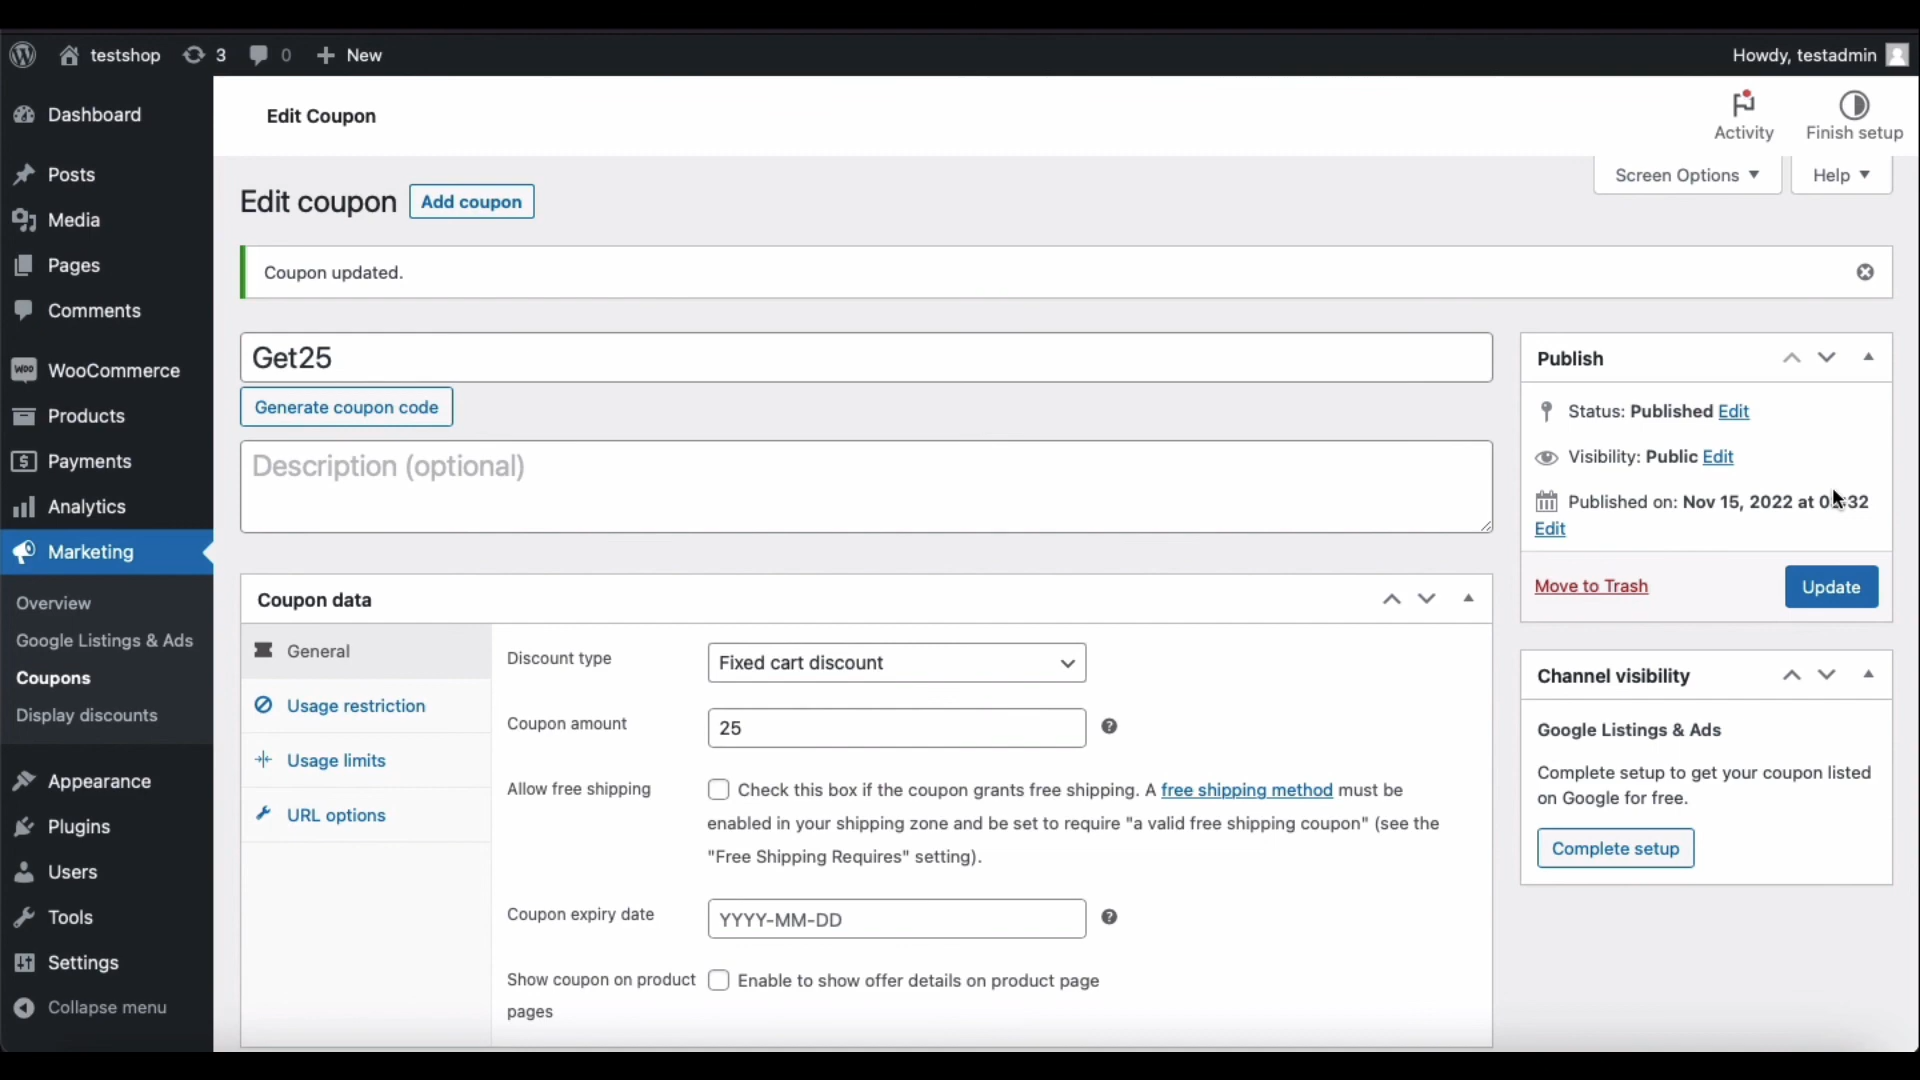 testshop 3 0 New
Howdy, testadmin
Dashboard
Posts
Media
Pages
Comments
WooCommerce
Products
Payments
Analytics
Marketing
Overview
Google Listings & Ads
Coupons
Display discounts
Appearance
Plugins
Users
Tools
Settings
Collapse menu
Edit Coupon
Activity
Finish setup
Screen Options
Help
Edit coupon
Add coupon
Coupon updated.
Get25
Generate coupon code
Description (optional)
Coupon data
General
Usage restriction
Usage limits
URL options
Discount type
Fixed cart discount
Coupon amount
25
Allow free shipping
Check this box if the coupon grants free shipping. A free shipping method must be
enabled in your shipping zone and be set to require "a valid free shipping coupon" (see the
"Free Shipping Requires" setting).
Coupon expiry date
YYYY-MM-DD
Show coupon on product
pages
Enable to show offer details on product page
Publish
Status: Published Edit
Visibility: Public Edit
Published on: Nov 15, 2022 at
Edit
Move to Trash
Update
Channel visibility
Google Listings & Ads
Complete setup to get your coupon listed
on Google for free.
Complete setup